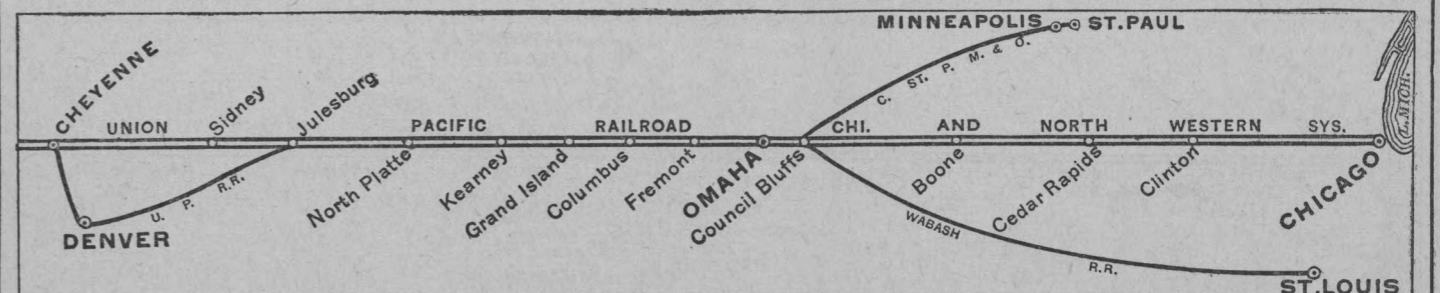 MINNEAPOLIS ST. PAUL
C. ST. P. M. & O.
CHEYENNE
Sidney
Julesburg
UNION PACIFIC RAILROAD
CHI. AND NORTH WESTERN SYS.
L. MICH.
North Platte
Kearney
Grand Island
Columbus
Fremont
OMAHA
Council Bluffs
Boone
Cedar Rapids
Clinton
CHICAGO
U. P. R.R.
DENVER
WABASH R.R.
ST. LOUIS